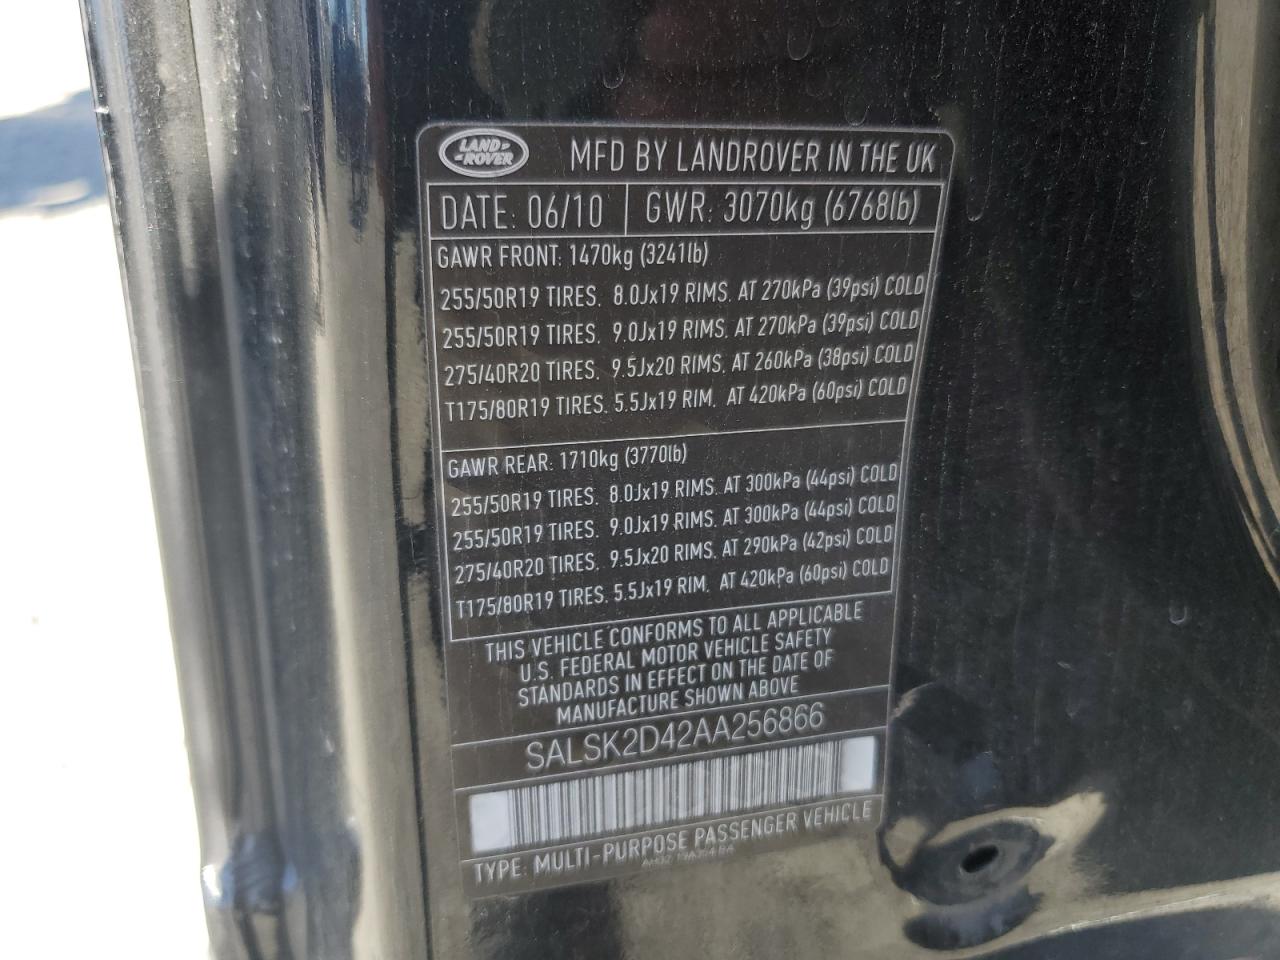 LAND ROVER
MFD BY LANDROVER IN THE UK
DATE: 06/10 GWR: 3070kg (6768lb)
GAWR FRONT: 1470kg (3241lb)
255/50R19 TIRES, 8.0Jx19 RIMS, AT 270kPa (39psi) COLD
255/50R19 TIRES, 9.0Jx19 RIMS, AT 270kPa (39psi) COLD
275/40R20 TIRES, 9.5Jx20 RIMS, AT 260kPa (38psi) COLD
T175/80R19 TIRES, 5.5Jx19 RIM, AT 420kPa (60psi) COLD
GAWR REAR: 1710kg (3770lb)
255/50R19 TIRES, 8.0Jx19 RIMS, AT 300kPa (44psi) COLD
255/50R19 TIRES, 9.0Jx19 RIMS, AT 300kPa (44psi) COLD
275/40R20 TIRES, 9.5Jx20 RIMS, AT 290kPa (42psi) COLD
T175/80R19 TIRES, 5.5Jx19 RIM, AT 420kPa (60psi) COLD
THIS VEHICLE CONFORMS TO ALL APPLICABLE
U.S. FEDERAL MOTOR VEHICLE SAFETY
STANDARDS IN EFFECT ON THE DATE OF
MANUFACTURE SHOWN ABOVE
SALSK2D42AA256866
TYPE: MULTI-PURPOSE PASSENGER VEHICLE